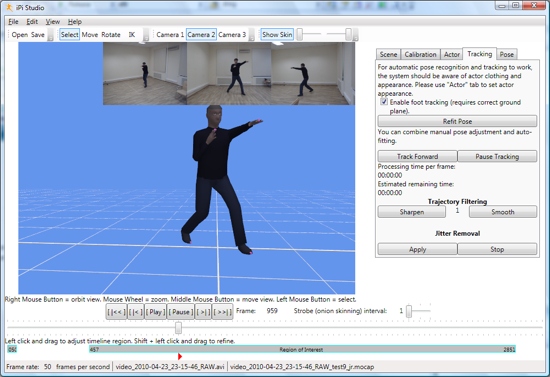 iPi Studio
File Edit View Help
Open Save Select Move Rotate IK Camera 1 Camera 2 Camera 3 Show Skin
Scene Calibration Actor Tracking Pose
For automatic pose recognition and tracking to work,
the system should be aware of actor clothing and
appearance. Please use "Actor" tab to set actor
appearance.
Enable foot tracking (requires correct ground
plane).
Refit Pose
You can combine manual pose adjustment and auto-
fitting.
Track Forward Pause Tracking
Processing time per frame:
00:00:00
Estimated remaining time:
00:00:00
Trajectory Filtering
Sharpen 1 Smooth
Jitter Removal
Apply Stop
Right Mouse Button = orbit view. Mouse Wheel = zoom. Middle Mouse Button = move view. Left Mouse Button = select.
[ |<< ] [ |< ] [ Play ] [ Pause ] [ >| ] [ >>| ] Frame: 959 Strobe (onion skinning) interval:
Left click and drag to adjust timeline region. Shift + left click and drag to refine.
457 Region of Interest 2851
Frame rate: 50 frames per second video_2010-04-23_23-15-46_RAW.avi video_2010-04-23_23-15-46_RAW_test9_jr.mocap